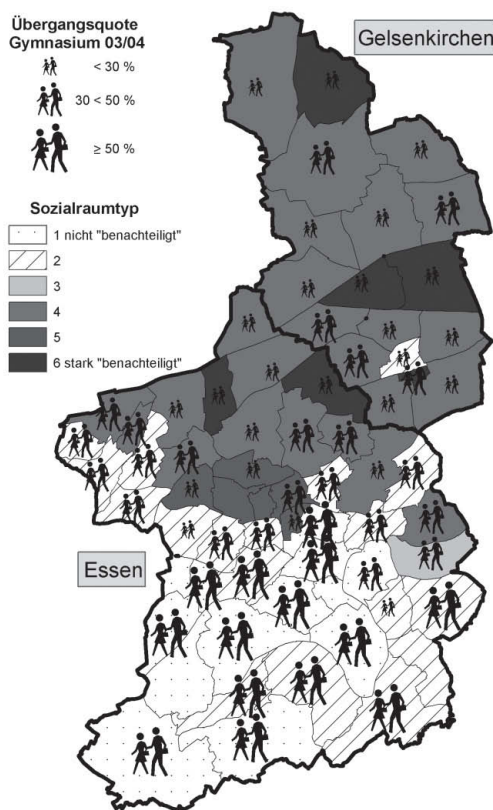 Übergangsquote
Gymnasium 03/04
< 30 %
30 < 50 %
≥ 50 %
Sozialraumtyp
1 nicht "benachteiligt"
2
3
4
5
6 stark "benachteiligt"
Gelsenkirchen
Essen